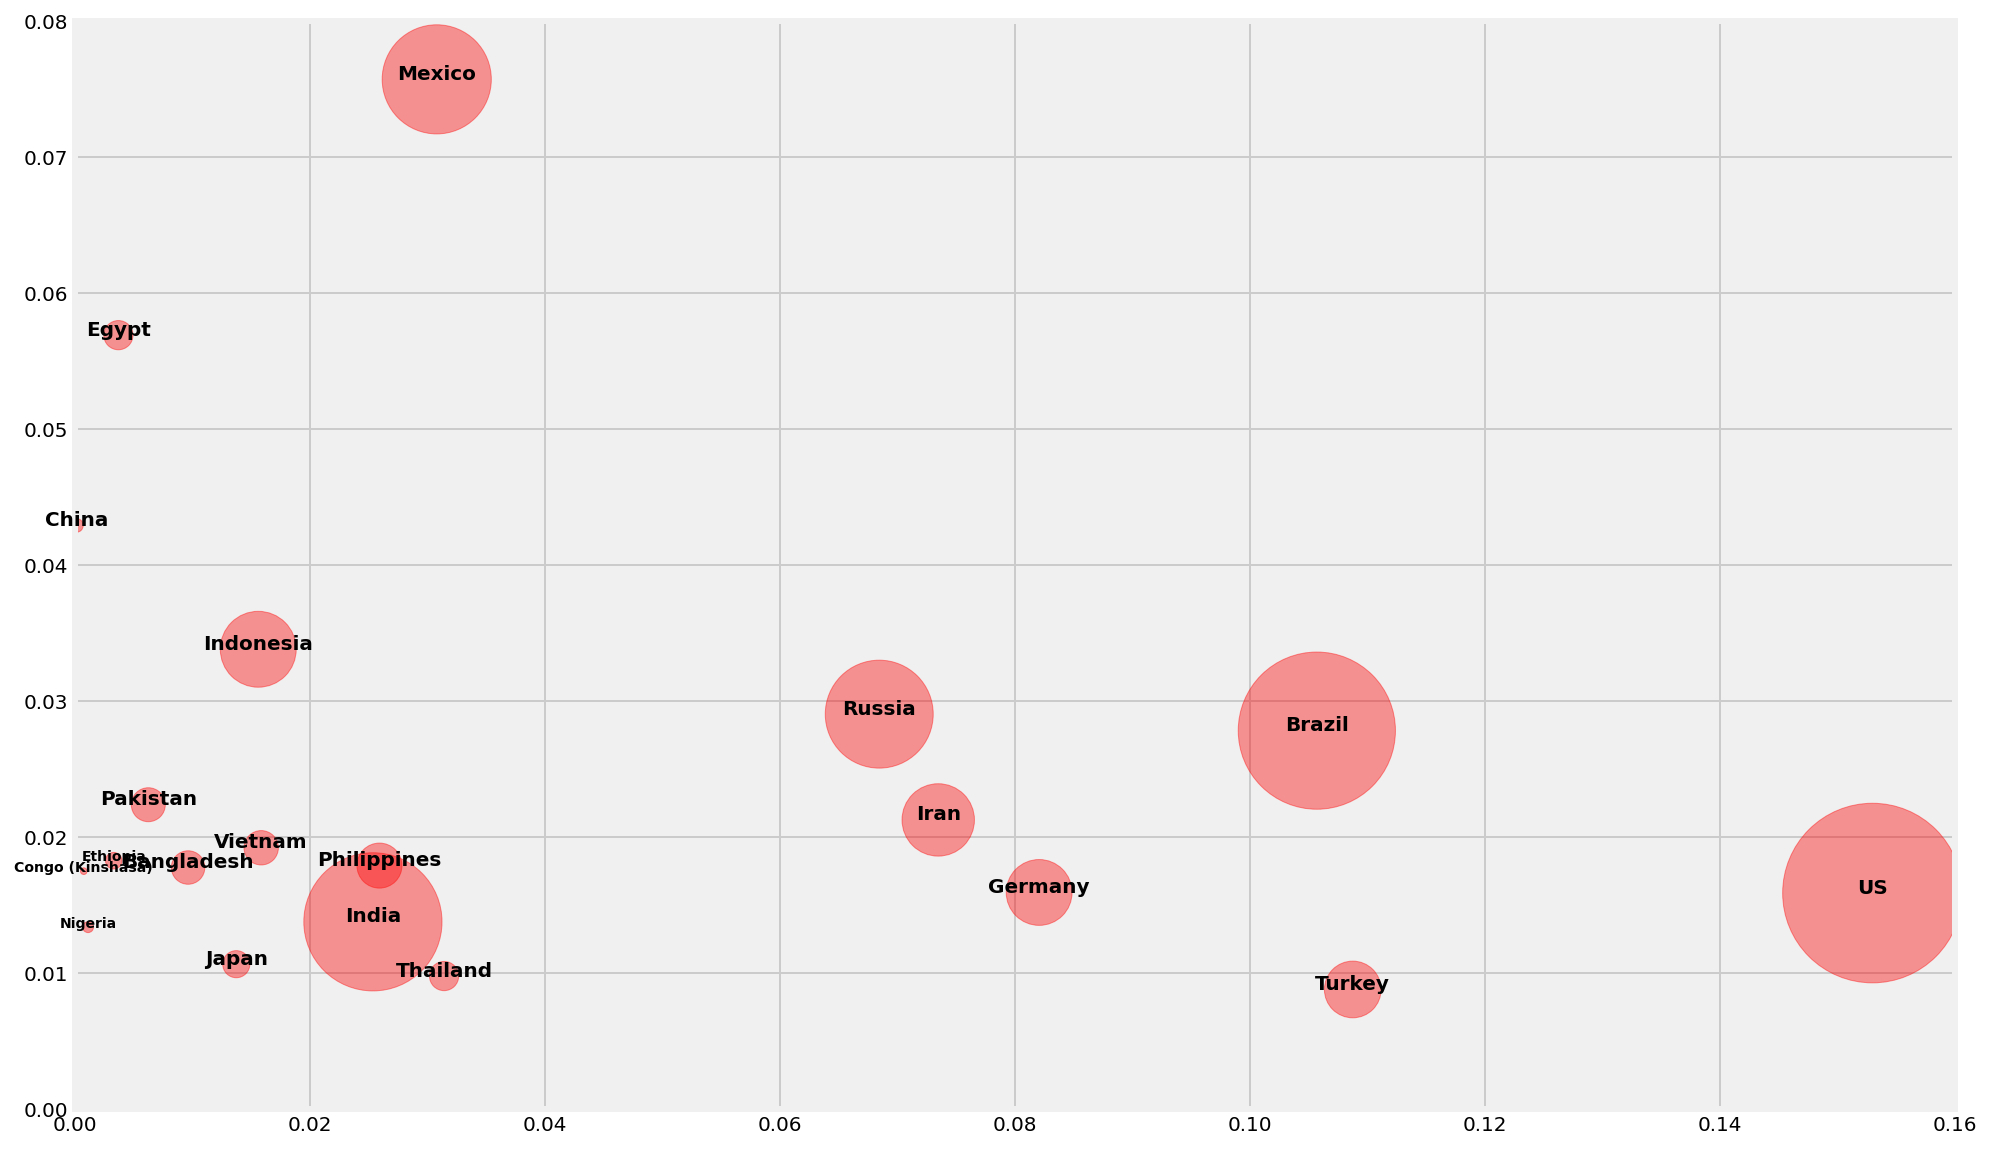 0.08
Mexico
0.07
0.06
Egypt
0.05
China
0.04
Indonesia
Russia
0.03
Brazil
Pakistan
Iran
Vietnam
0.02
Ethiopia
Bangladesh
Philippines
Congo (Kinshasa)
Germany
US
India
Nigeria
Japan
Thailand
0.01
Turkey
0.00
0.00 0.02 0.04 0.06 0.08 0.10 0.12 0.14 0.16